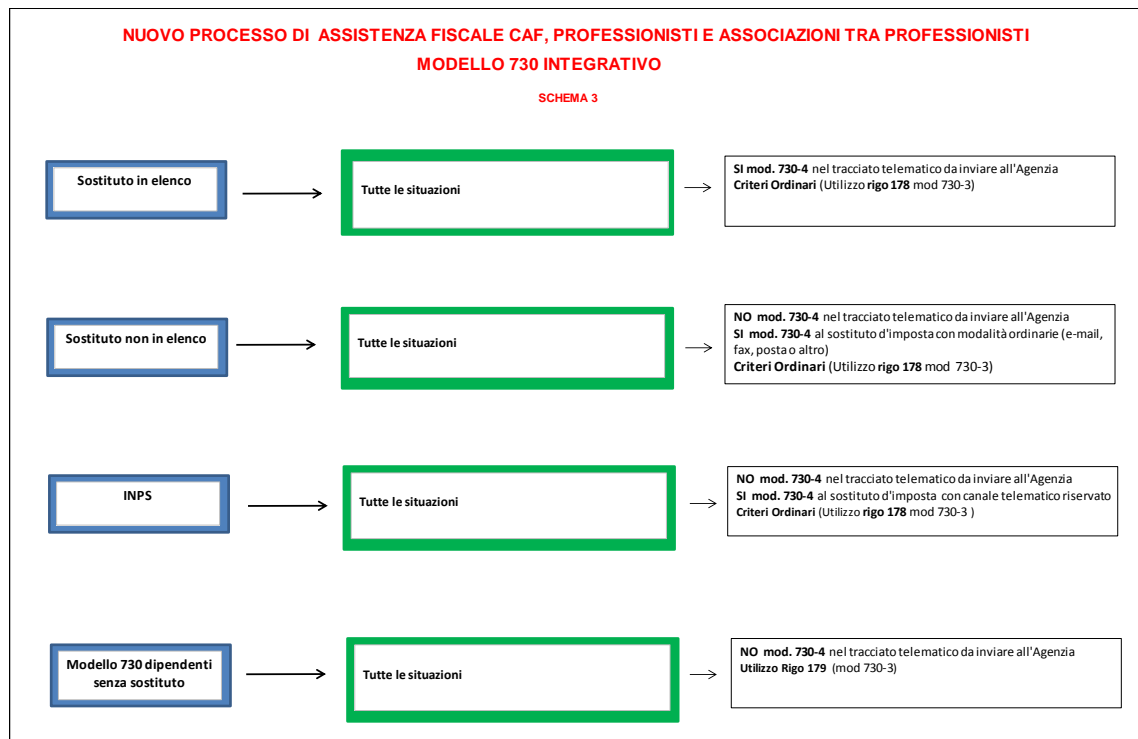 NUOVO PROCESSO DI ASSISTENZA FISCALE CAF, PROFESSIONISTI E ASSOCIAZIONI TRA PROFESSIONISTI
MODELLO 730 INTEGRATIVO
SCHEMA 3
Sostituto in elenco
Tutte le situazioni
SI mod. 730-4 nel tracciato telematico da inviare all'Agenzia
Criteri Ordinari (Utilizzo rigo 178 mod 730-3)
Sostituto non in elenco
Tutte le situazioni
NO mod. 730-4 nel tracciato telematico da inviare all'Agenzia
SI mod. 730-4 al sostituto d'imposta con modalità ordinarie (e-mail,
fax, posta o altro)
Criteri Ordinari (Utilizzo rigo 178 mod 730-3)
INPS
Tutte le situazioni
NO mod. 730-4 nel tracciato telematico da inviare all'Agenzia
SI mod. 730-4 al sostituto d'imposta con canale telematico riservato
Criteri Ordinari (Utilizzo rigo 178 mod 730-3 )
Modello 730 dipendenti
senza sostituto
Tutte le situazioni
NO mod. 730-4 nel tracciato telematico da inviare all'Agenzia
Utilizzo Rigo 179 (mod 730-3)